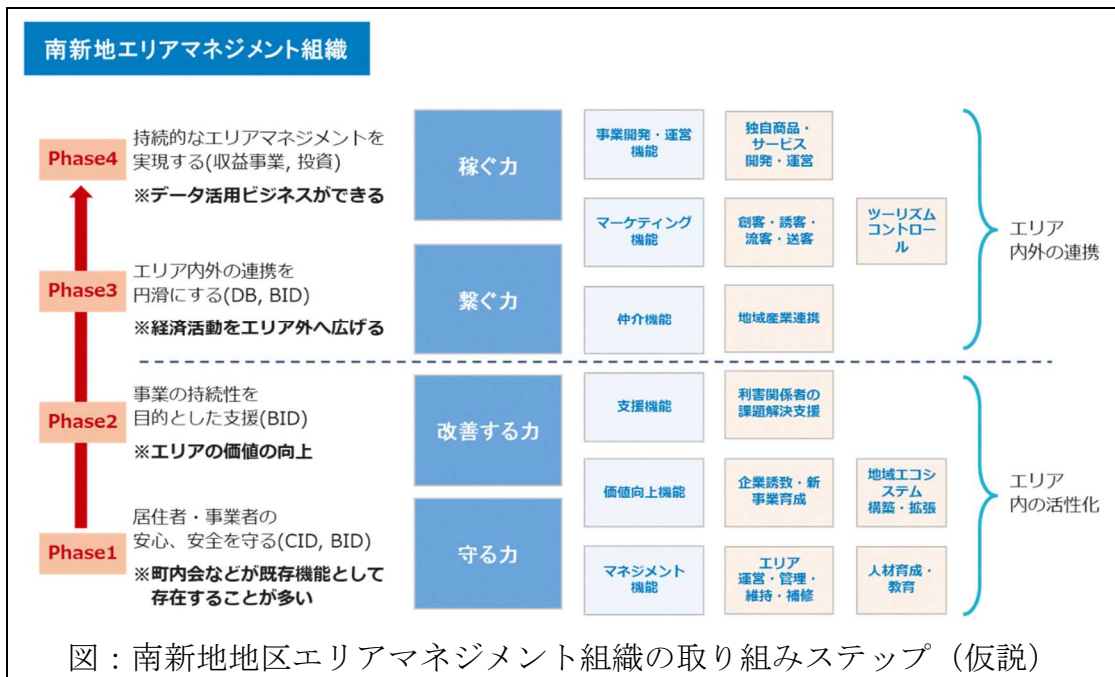 南新地エリアマネジメント組織
Phase4
持続的なエリアマネジメントを
実現する(収益事業, 投資)
※データ活用ビジネスができる
稼ぐ力
事業開発・運営
機能
独自商品・
サービス
開発・運営
マーケティング
機能
創客・誘客・
流客・送客
ツーリズム
コントロー
ル
エリア
内外の連携
Phase3
エリア内外の連携を
円滑にする(DB, BID)
※経済活動をエリア外へ広げる
繋ぐ力
仲介機能
地域産業連携
Phase2
事業の持続性を
目的とした支援(BID)
※エリアの価値の向上
改善する力
支援機能
利害関係者の
課題解決支援
価値向上機能
企業誘致・新
事業育成
地域エコシ
ステム
構築・拡張
エリア
内の活性化
Phase1
居住者・事業者の
安心、安全を守る(CID, BID)
※町内会などが既存機能として
存在することが多い
守る力
マネジメント
機能
エリア
運営・管理・
維持・補修
人材育成・
教育
図：南新地地区エリアマネジメント組織の取り組みステップ（仮説）